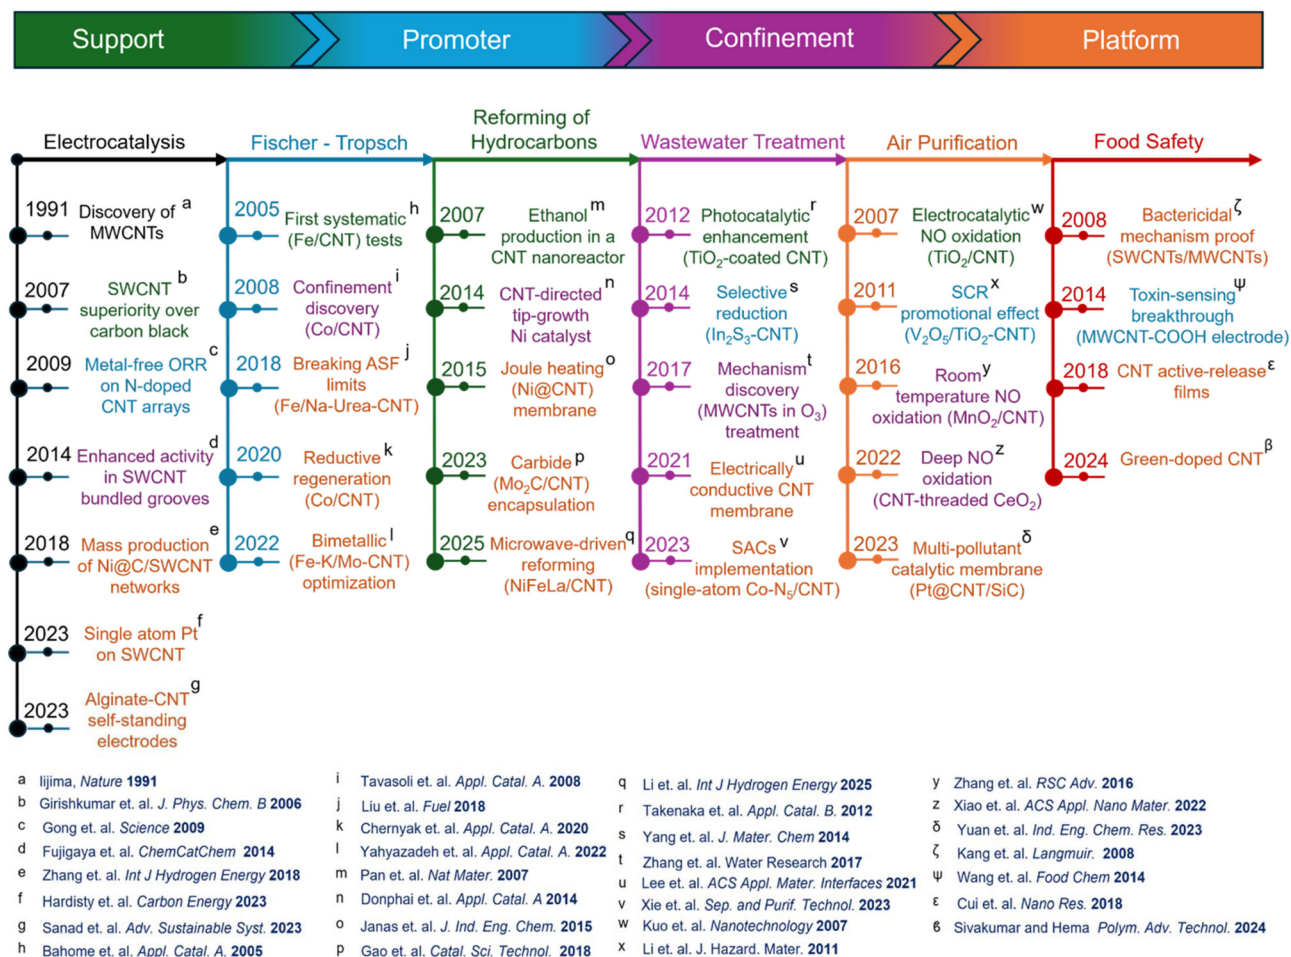 Support
Promoter
Confinement
Platform
Electrocatalysis
1991
Discovery of a
MWCNTs
2007
SWCNT b
superiority over
carbon black
2009
Metal-free ORR c
on N-doped
CNT arrays
2014
Enhanced activity d
in SWCNT
bundled grooves
2018
Mass production e
of Ni@C/SWCNT
networks
2023
Single atom Pt f
on SWCNT
2023
Alginate-CNT g
self-standing
electrodes
Fischer - Tropsch
2005
First systematic h
(Fe/CNT) tests
2008
Confinement i
discovery
(Co/CNT)
2018
Breaking ASF j
limits
(Fe/Na-Urea-CNT)
2020
Reductive k
regeneration
(Co/CNT)
2022
Bimetallic l
(Fe-K/Mo-CNT)
optimization
Reforming of
Hydrocarbons
2007
Ethanol m
production in a
CNT nanoreactor
2014
CNT-directed n
tip-growth
Ni catalyst
2015
Joule heating o
(Ni@CNT)
membrane
2023
Carbide p
(Mo₂C/CNT)
encapsulation
2025
Microwave-driven q
reforming
(NiFeLa/CNT)
Wastewater Treatment
2012
Photocatalytic r
enhancement
(TiO₂-coated CNT)
2014
Selective s
reduction
(In₂S₃-CNT)
2017
Mechanism t
discovery
(MWCNTs in O₃)
treatment
2021
Electrically u
conductive CNT
membrane
2023
SACs v
implementation
(single-atom Co-N₅/CNT)
Air Purification
2007
Electrocatalytic w
NO oxidation
(TiO₂/CNT)
2011
SCR x
promotional effect
(V₂O₅/TiO₂-CNT)
2016
Room y
temperature NO
oxidation (MnO₂/CNT)
2022
Deep NO z
oxidation
(CNT-threaded CeO₂)
2023
Multi-pollutant δ
catalytic membrane
(Pt@CNT/SiC)
Food Safety
2008
Bactericidal ζ
mechanism proof
(SWCNTs/MWCNTs)
2014
Toxin-sensing ψ
breakthrough
(MWCNT-COOH electrode)
2018
CNT active-release ε
films
2024
Green-doped CNT β
a Iijima, Nature 1991
b Girishkumar et. al. J. Phys. Chem. B 2006
c Gong et. al. Science 2009
d Fujigaya et. al. ChemCatChem 2014
e Zhang et. al. Int J Hydrogen Energy 2018
f Hardisty et. al. Carbon Energy 2023
g Sanad et. al. Adv. Sustainable Syst. 2023
h Bahome et. al. Appl. Catal. A. 2005
i Tavasoli et. al. Appl. Catal. A. 2008
j Liu et. al. Fuel 2018
k Chernyak et. al. Appl. Catal. A. 2020
l Yahyazadeh et. al. Appl. Catal. A. 2022
m Pan et. al. Nat Mater. 2007
n Donphai et. al. Appl. Catal. A 2014
o Janas et. al. J. Ind. Eng. Chem. 2015
p Gao et. al. Catal. Sci. Technol. 2018
q Li et. al. Int J Hydrogen Energy 2025
r Takenaka et. al. Appl. Catal. B. 2012
s Yang et. al. J. Mater. Chem 2014
t Zhang et. al. Water Research 2017
u Lee et. al. ACS Appl. Mater. Interfaces 2021
v Xie et. al. Sep. and Purif. Technol. 2023
w Kuo et. al. Nanotechnology 2007
x Li et. al. J. Hazard. Mater. 2011
y Zhang et. al. RSC Adv. 2016
z Xiao et. al. ACS Appl. Nano Mater. 2022
δ Yuan et. al. Ind. Eng. Chem. Res. 2023
ζ Kang et. al. Langmuir. 2008
ψ Wang et. al. Food Chem 2014
ε Cui et. al. Nano Res. 2018
ϐ Sivakumar and Hema Polym. Adv. Technol. 2024